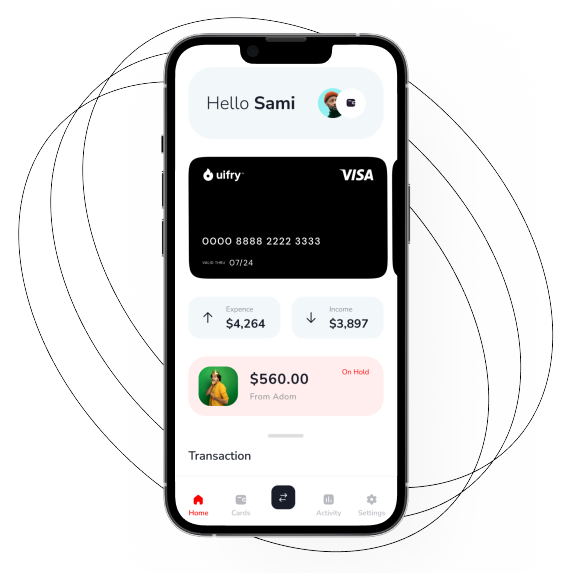 Hello Sami
uifry™
VISA
0000 8888 2222 3333
VALID THRU 07/24
Expence
$4,264
Income
$3,897
$560.00
On Hold
From Adom
Transaction
Home
Cards
Activity
Settings